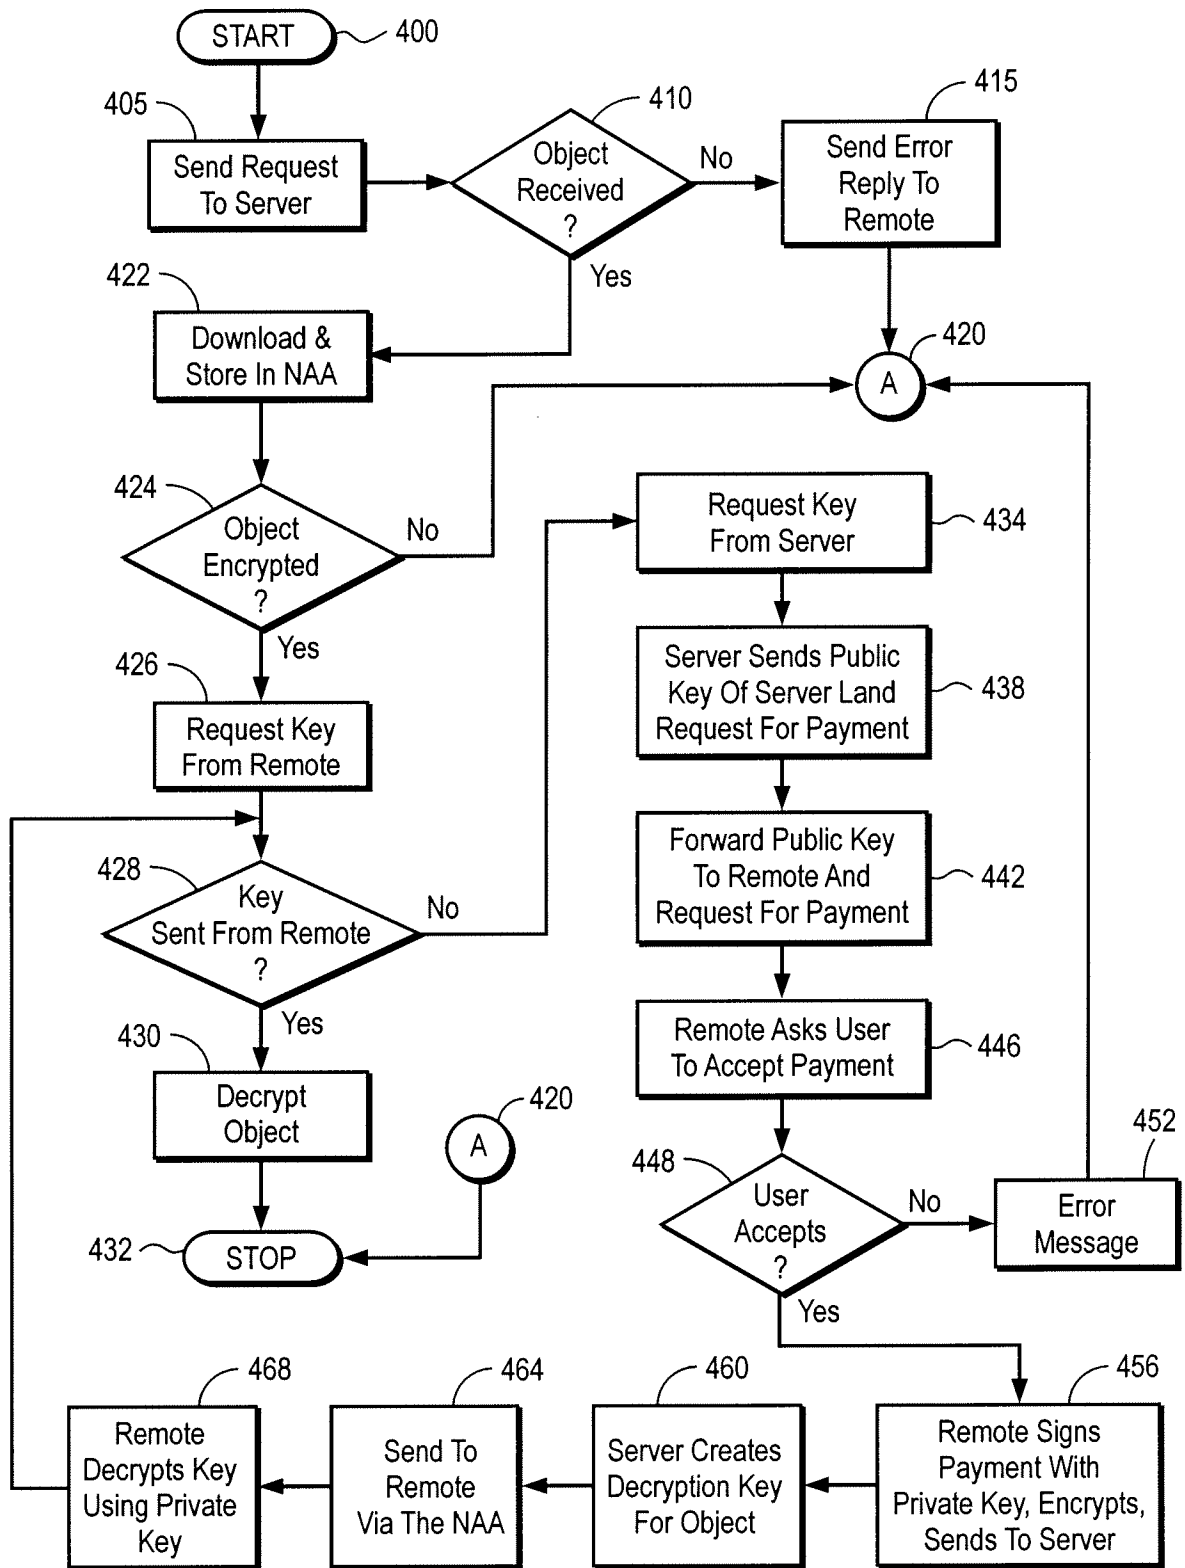 START
400
405
Send Request
To Server
410
Object
Received
?
No
Yes
415
Send Error
Reply To
Remote
422
Download &
Store In NAA
420
A
424
Object
Encrypted
?
No
Yes
Request Key
From Server
434
426
Request Key
From Remote
Server Sends Public
Key Of Server Land
Request For Payment
438
428
Key
Sent From Remote
?
No
Yes
Forward Public Key
To Remote And
Request For Payment
442
430
Decrypt
Object
Remote Asks User
To Accept Payment
446
420
A
432
STOP
448
User
Accepts
?
No
Yes
452
Error
Message
468
Remote
Decrypts Key
Using Private
Key
464
Send To
Remote
Via The NAA
460
Server Creates
Decryption Key
For Object
456
Remote Signs
Payment With
Private Key, Encrypts,
Sends To Server